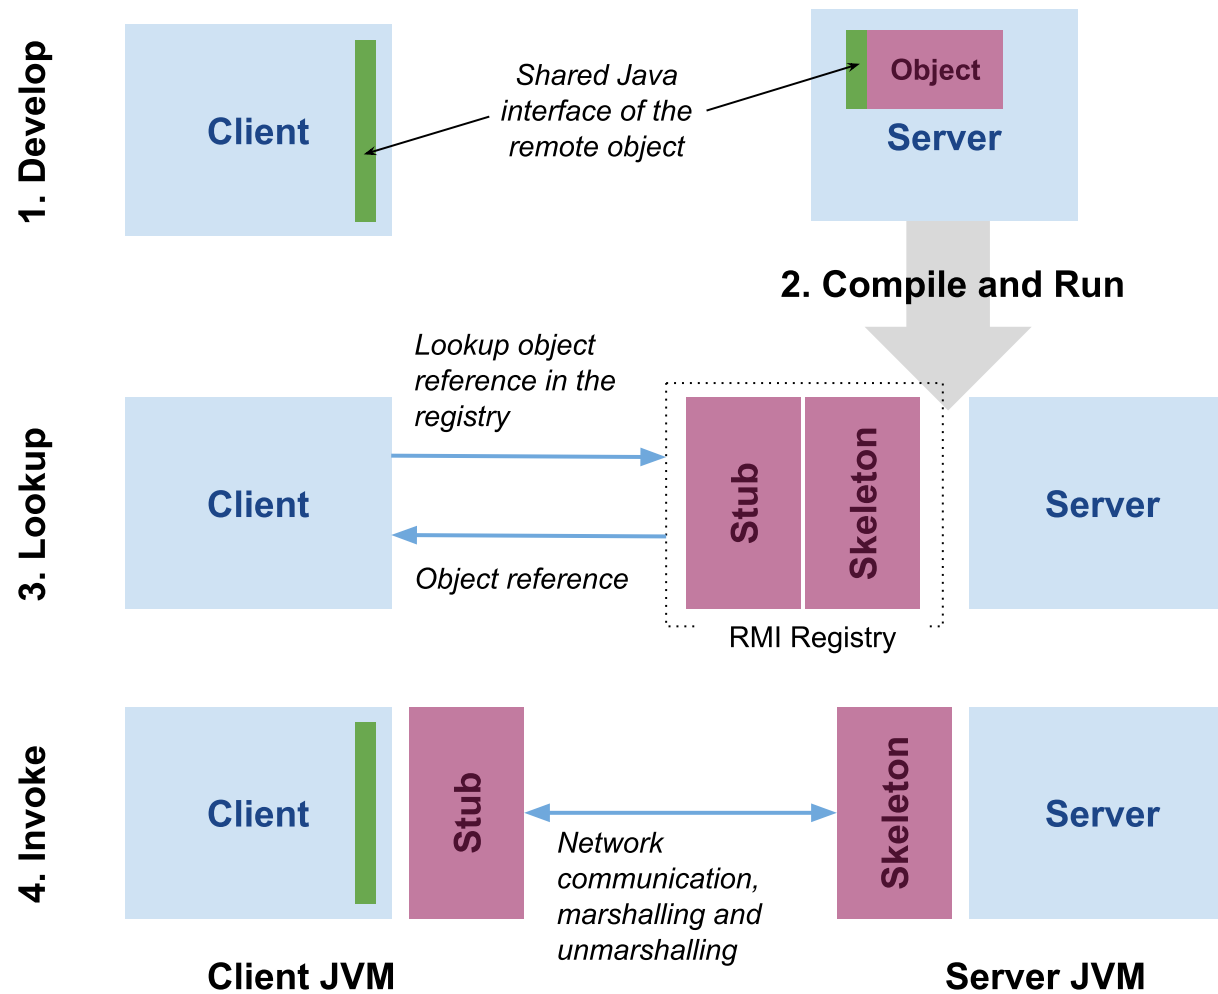 1. Develop
Client
Shared Java
interface of the
remote object
Object
Server
2. Compile and Run
3. Lookup
Client
Lookup object
reference in the
registry
Object reference
Stub
Skeleton
RMI Registry
Server
4. Invoke
Client
Stub
Network
communication,
marshalling and
unmarshalling
Skeleton
Server
Client JVM
Server JVM